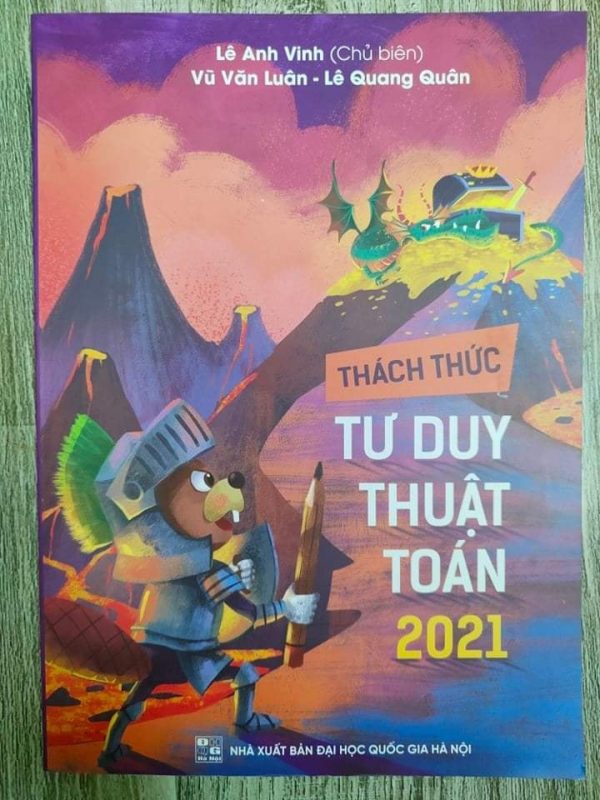 Lê Anh Vinh (Chủ biên)
Vũ Văn Luân - Lê Quang Quân
THÁCH THỨC
TƯ DUY
THUẬT
TOÁN
2021
NHÀ XUẤT BẢN ĐẠI HỌC QUỐC GIA HÀ NỘI